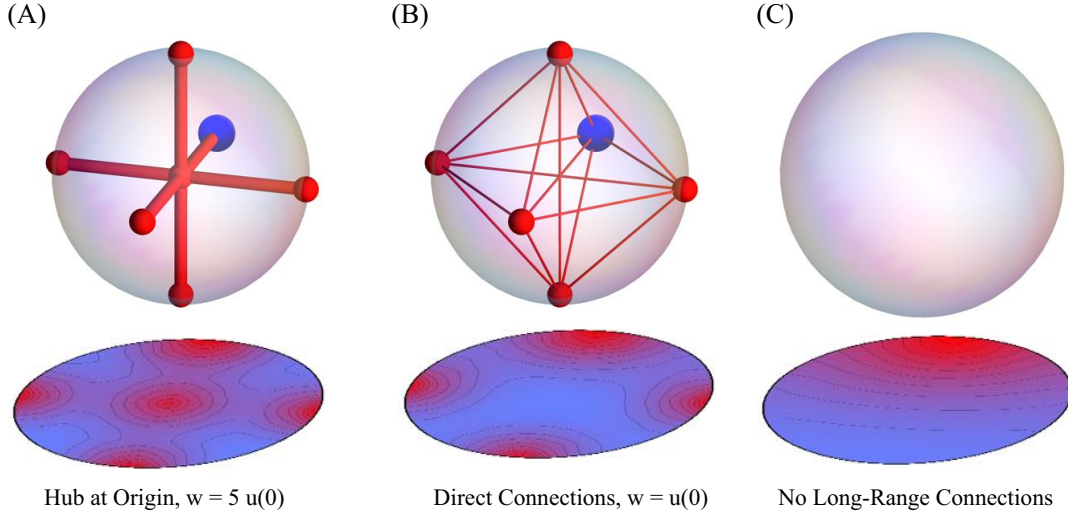 (A)
(B)
(C)
Hub at Origin, w = 5 u(0)
Direct Connections, w = u(0)
No Long-Range Connections